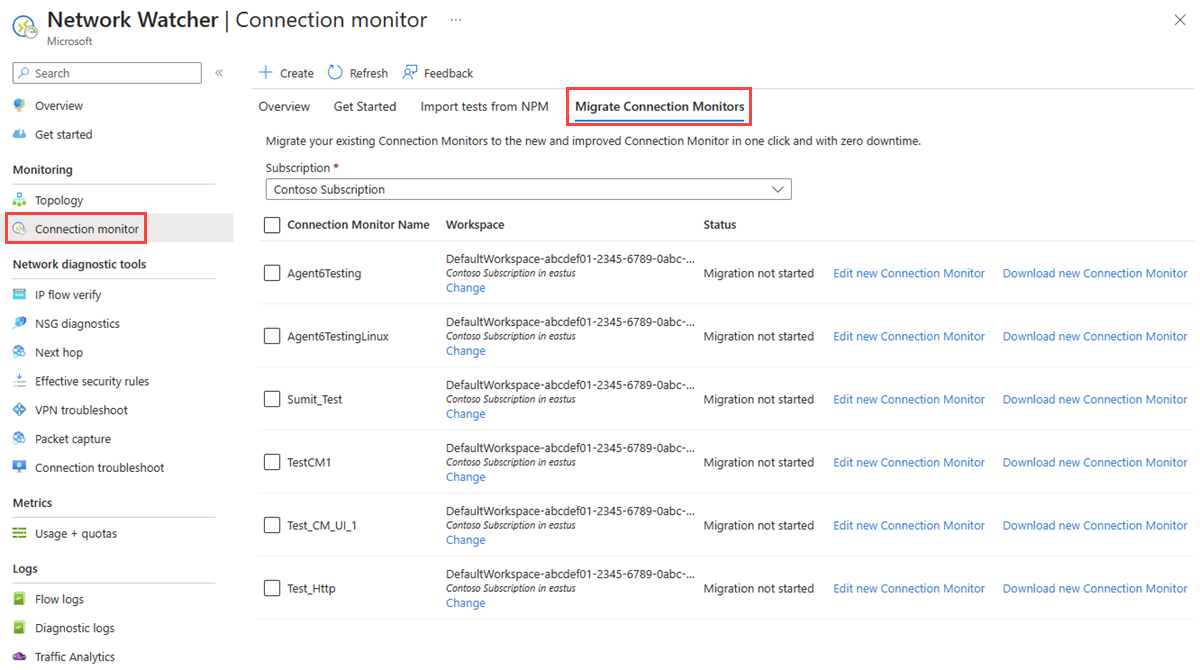 Network Watcher | Connection monitor ...
Microsoft
Search «
Overview
Get started
Monitoring
Topology
Connection monitor
Network diagnostic tools
IP flow verify
NSG diagnostics
Next hop
Effective security rules
VPN troubleshoot
Packet capture
Connection troubleshoot
Metrics
Usage + quotas
Logs
Flow logs
Diagnostic logs
Traffic Analytics
Create Refresh Feedback
Overview Get Started Import tests from NPM Migrate Connection Monitors
Migrate your existing Connection Monitors to the new and improved Connection Monitor in one click and with zero downtime.
Subscription *
Contoso Subscription
Connection Monitor Name Workspace Status
DefaultWorkspace-abcdef01-2345-6789-0abc-...
Agent6Testing Contoso Subscription in eastus Migration not started Edit new Connection Monitor Download new Connection Monitor
Change
DefaultWorkspace-abcdef01-2345-6789-0abc-...
Agent6TestingLinux Contoso Subscription in eastus Migration not started Edit new Connection Monitor Download new Connection Monitor
Change
DefaultWorkspace-abcdef01-2345-6789-0abc-...
Sumit_Test Contoso Subscription in eastus Migration not started Edit new Connection Monitor Download new Connection Monitor
Change
DefaultWorkspace-abcdef01-2345-6789-0abc-...
TestCM1 Contoso Subscription in eastus Migration not started Edit new Connection Monitor Download new Connection Monitor
Change
DefaultWorkspace-abcdef01-2345-6789-0abc-...
Test_CM_UI_1 Contoso Subscription in eastus Migration not started Edit new Connection Monitor Download new Connection Monitor
Change
DefaultWorkspace-abcdef01-2345-6789-0abc-...
Test_Http Contoso Subscription in eastus Migration not started Edit new Connection Monitor Download new Connection Monitor
Change